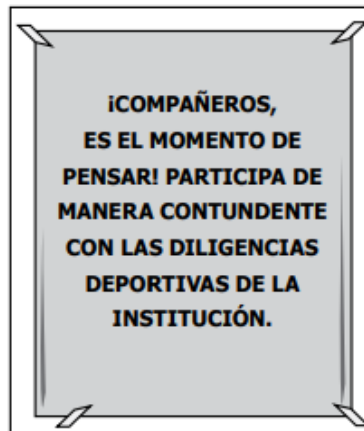 ¡COMPAÑEROS,
ES EL MOMENTO DE
PENSAR! PARTICIPA DE
MANERA CONTUNDENTE
CON LAS DILIGENCIAS
DEPORTIVAS DE LA
INSTITUCIÓN.